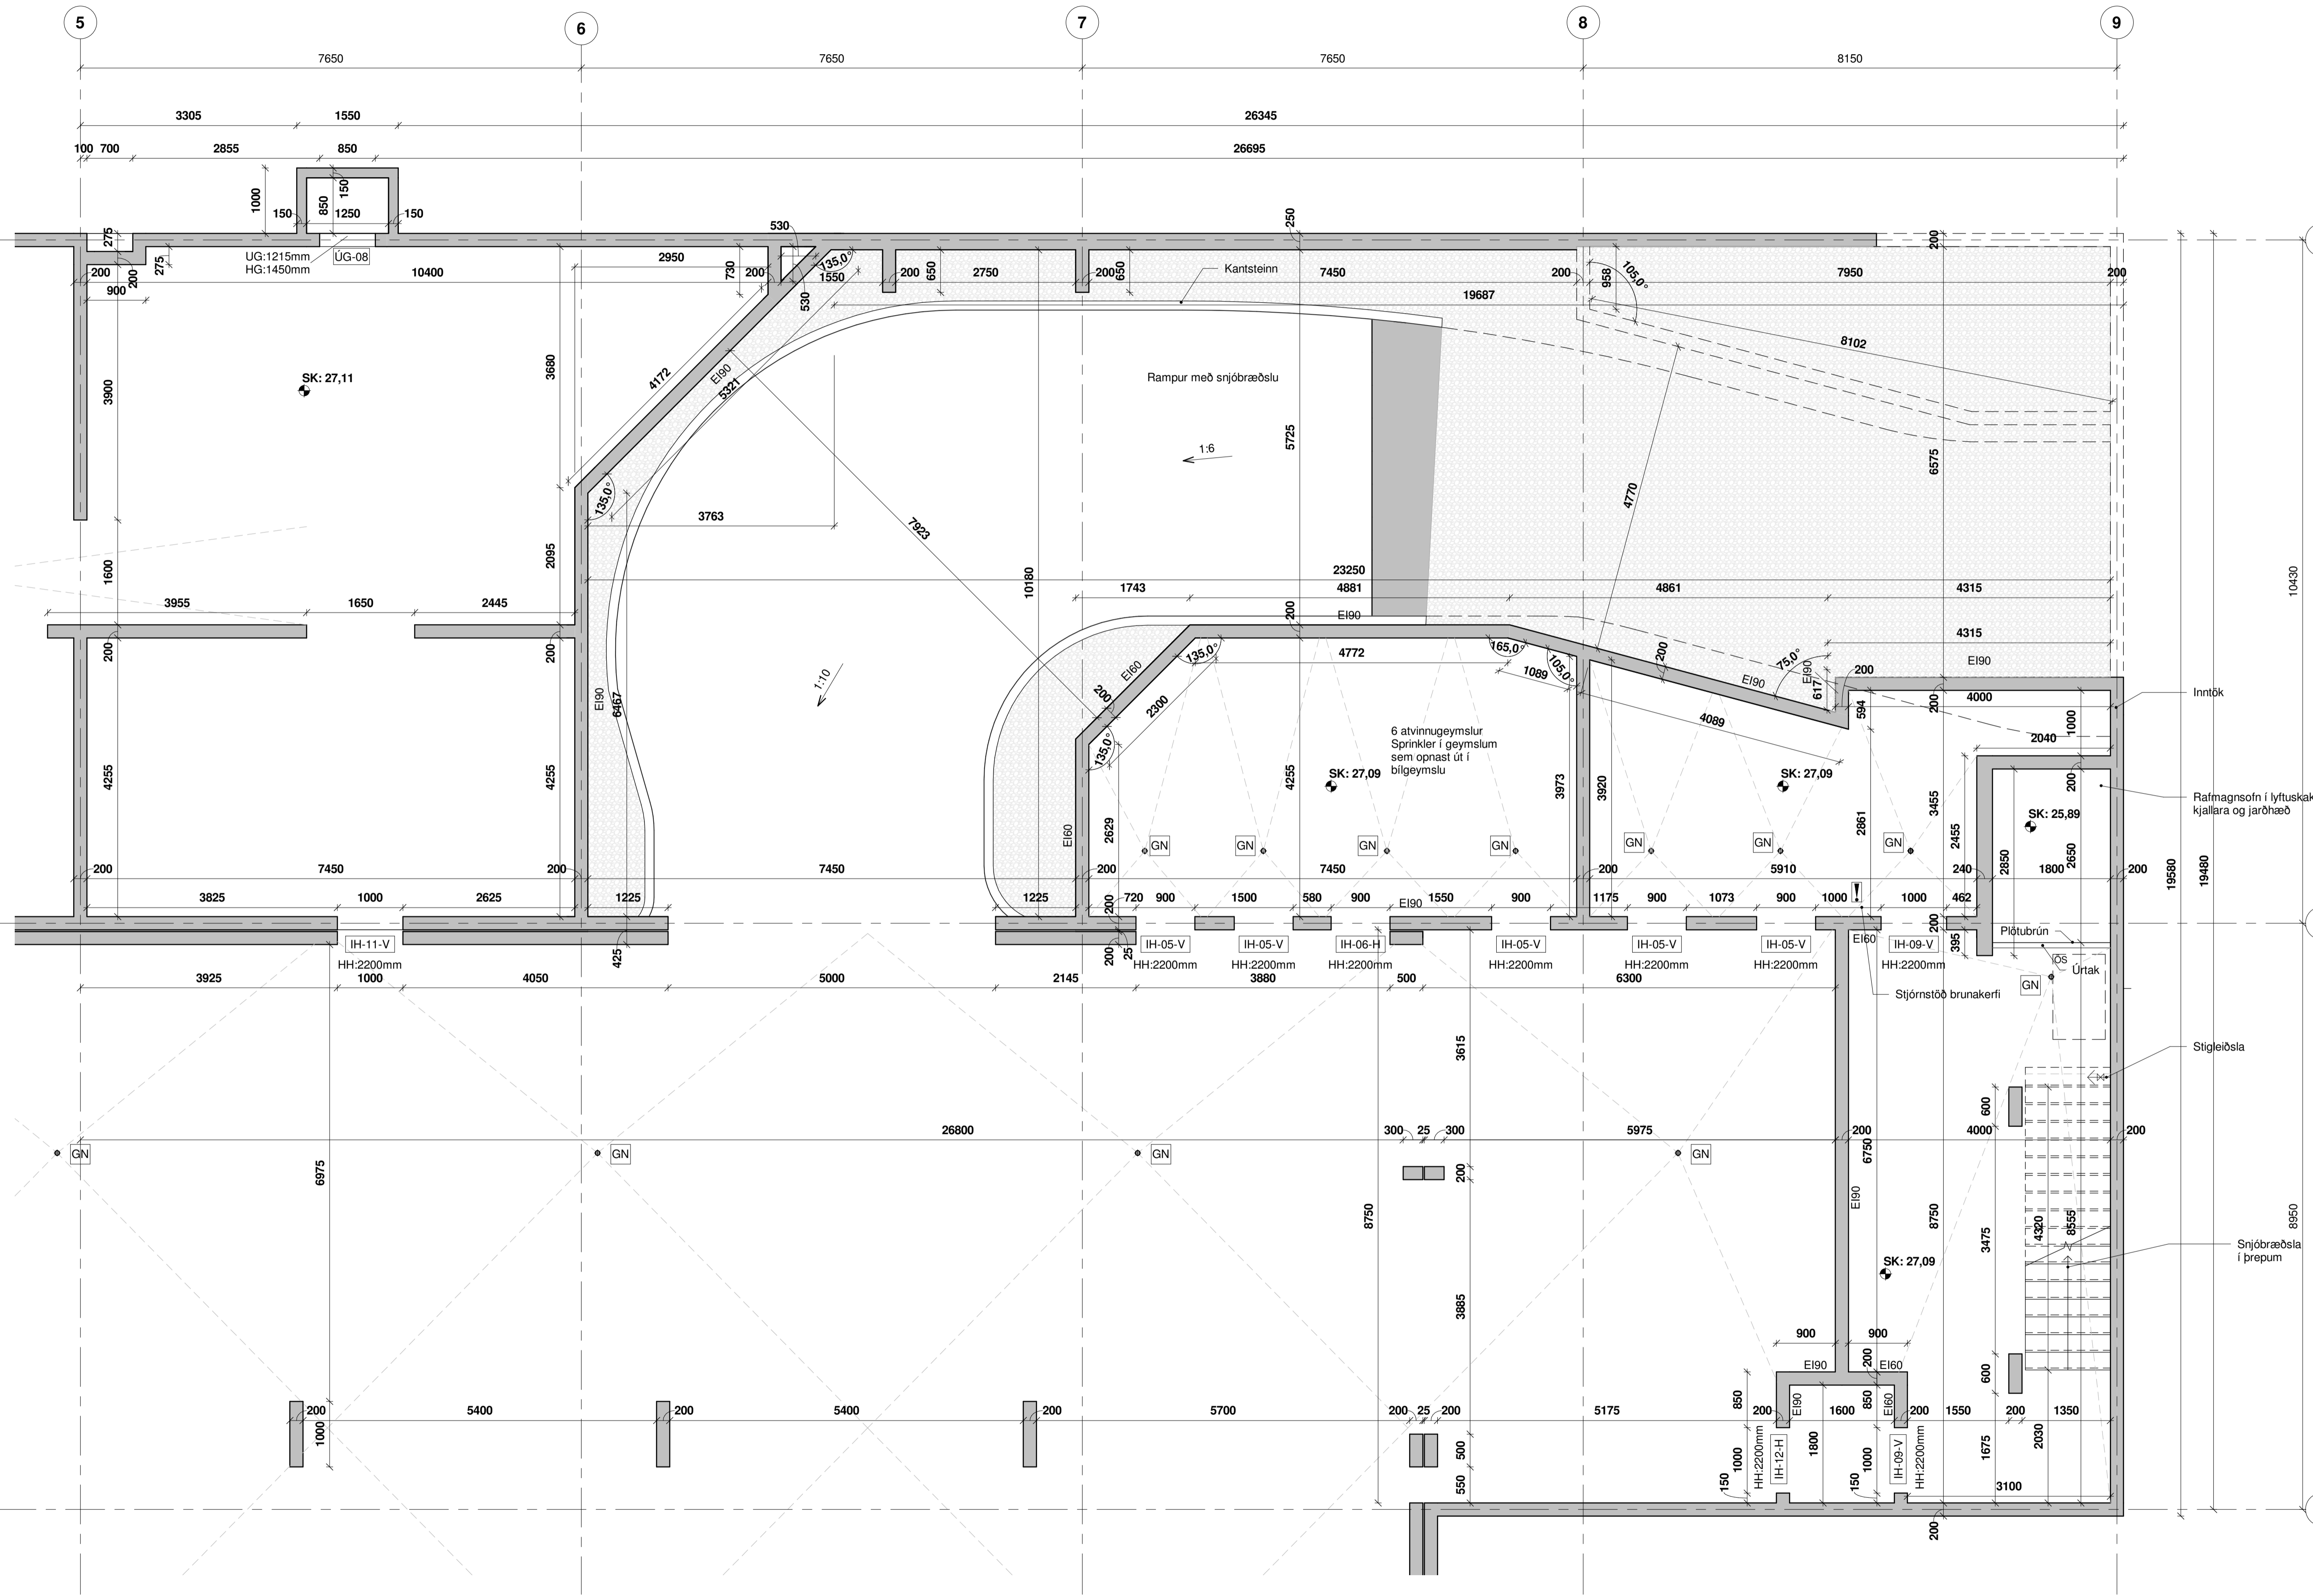 5
6
7
8
9
7650
7650
7650
8150
3305
1550
26345
100
700
2855
850
26695
1000
150
850
150
1250
150
530
250
275
UG:1215mm
HG:1450mm
ÚG-08
275
200
200
900
10400
2950
730
200
135,0°
1550
530
200
650
2750
200
650
Kantsteinn
7450
200
958
105,0°
200
7950
200
19687
8102
3900
SK: 27,11
3680
4172
EI90
5321
Rampur með snjóbræðslu
5725
1:6
6575
4770
135,0°
3763
7923
1600
2095
10180
23250
10430
3955
1650
2445
1743
4881
4861
4315
200
200
200
EI90
4315
135,0°
4772
165,0°
105,0°
1089
200
EI90
75,0°
EI90
617
200
EI90
594
200
4000
Inntök
1:10
EI60
200
2300
4089
1000
2040
EI90
6467
135,0°
6 atvinnugeymslur
Sprinkler í geymslum
sem opnast út í
bílgeymslu
4255
4255
4255
SK: 27,09
3973
3920
SK: 27,09
200
3455
SK: 25,89
Rafmagnsofn í lyftuskak
kjallara og jarðhæð
EI60
2629
GN
GN
GN
GN
GN
GN
GN
2861
2455
2850
2650
200
7450
200
7450
200
7450
200
5910
240
1800
200
19580
19480
3825
1000
2625
1225
1225
200
720
900
1500
580
900
EI90
1550
900
1175
900
1073
900
1000
!
1000
462
200
IH-11-V
HH:2200mm
425
200
25
IH-05-V
HH:2200mm
IH-05-V
HH:2200mm
IH-06-H
HH:2200mm
IH-05-V
HH:2200mm
IH-05-V
HH:2200mm
IH-05-V
HH:2200mm
EI60
IH-09-V
HH:2200mm
395
Plötubrún
ÖS
Úrtak
GN
3925
1000
4050
5000
2145
3880
500
6300
Stjórnstöð brunakerfi
3615
Stigleiðsla
600
26800
300
25
300
5975
200
4000
200
6750
GN
GN
GN
GN
6975
200
EI90
8750
8750
3475
4320
8555
8950
Snjóbræðsla
í þrepum
SK: 27,09
3885
900
900
EI90
200
EI60
600
200
1000
5400
200
5400
200
5700
200
25
200
5175
850
200
EI90
1600
850
EI60
200
1550
200
1350
500
550
1000
150
HH:2200mm
IH-12-H
1800
1000
150
IH-09-V
HH:2200mm
1675
2030
3100
200